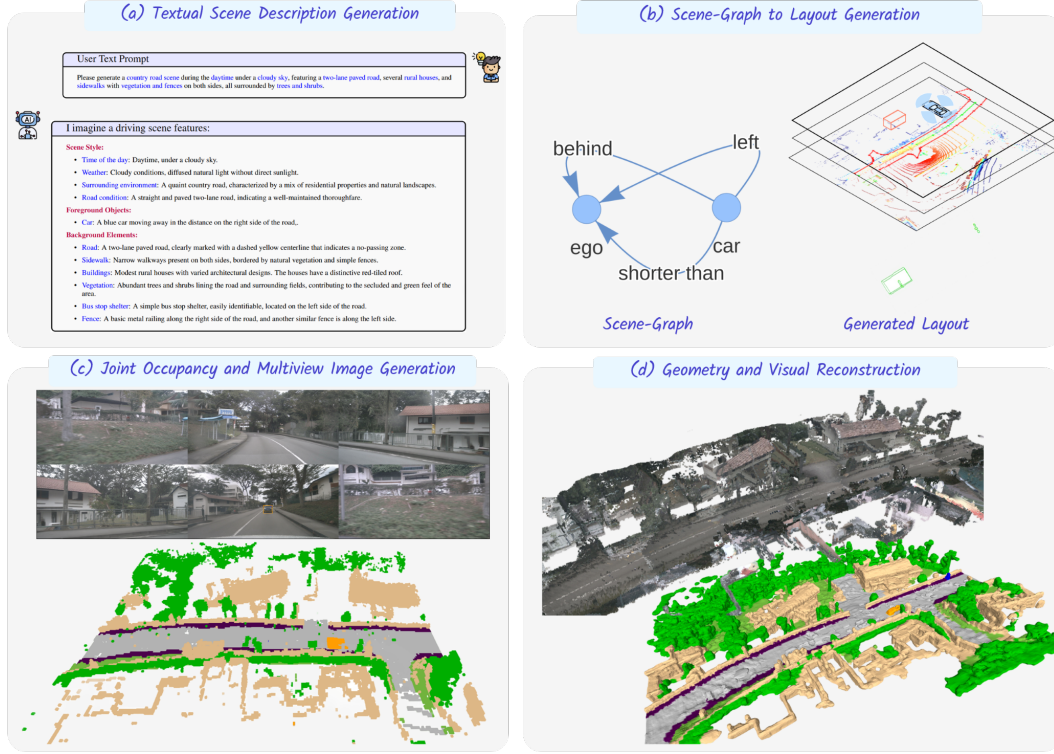 (a) Textual Scene Description Generation
User Text Prompt
Please generate a country road scene during the daytime under a cloudy sky, featuring a two-lane paved road, several rural houses, and
sidewalks with vegetation and fences on both sides, all surrounded by trees and shrubs.
AI
I imagine a driving scene features:
Scene Style:
• Time of the day: Daytime, under a cloudy sky.
• Weather: Cloudy conditions, diffused natural light without direct sunlight.
• Surrounding environment: A quaint country road, characterized by a mix of residential properties and natural landscapes.
• Road condition: A straight and paved two-lane road, indicating a well-maintained thoroughfare.
Foreground Objects:
• Car: A blue car moving away in the distance on the right side of the road,.
Background Elements:
• Road: A two-lane paved road, clearly marked with a dashed yellow centerline that indicates a no-passing zone.
• Sidewalk: Narrow walkways present on both sides, bordered by natural vegetation and simple fences.
• Buildings: Modest rural houses with varied architectural designs. The houses have a distinctive red-tiled roof.
• Vegetation: Abundant trees and shrubs lining the road and surrounding fields, contributing to the secluded and green feel of the
area.
• Bus stop shelter: A simple bus stop shelter, easily identifiable, located on the left side of the road.
• Fence: A basic metal railing along the right side of the road, and another similar fence is along the left side.
(b) Scene-Graph to Layout Generation
behind
left
ego
car
shorter than
Scene-Graph
Generated Layout
(c) Joint Occupancy and Multiview Image Generation
(d) Geometry and Visual Reconstruction